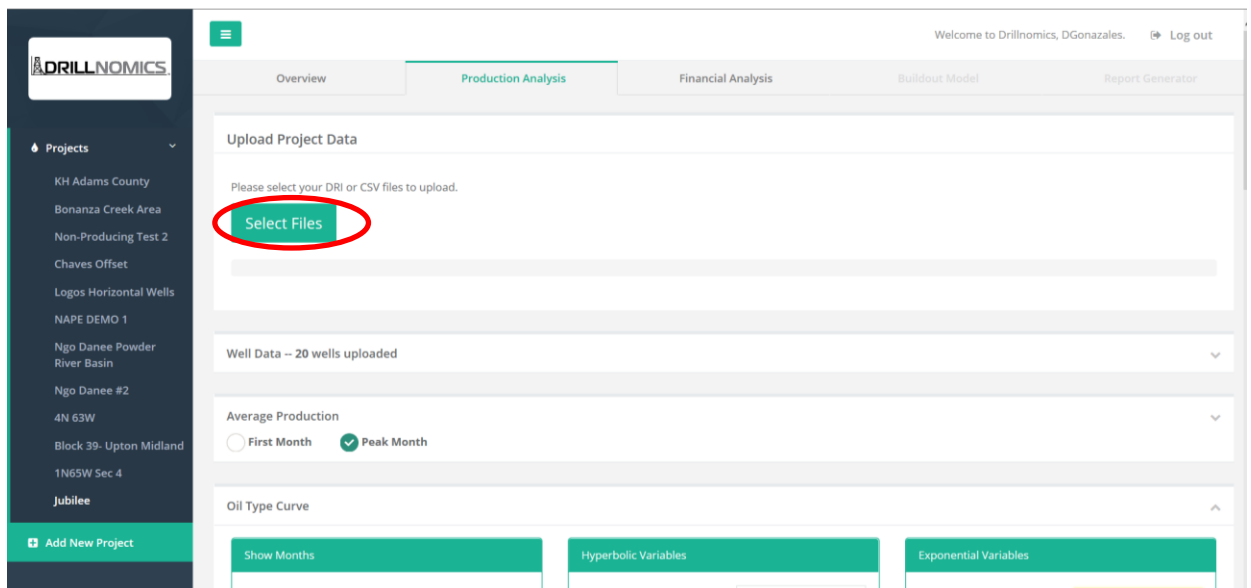 DRILLNOMICS
Projects
KH Adams County
Bonanza Creek Area
Non-Producing Test 2
Chaves Offset
Logos Horizontal Wells
NAPE DEMO 1
Ngo Danee Powder
River Basin
Ngo Danee #2
4N 63W
Block 39- Upton Midland
1N65W Sec 4
Jubilee
Add New Project
Welcome to Drillnomics, DGonazales. Log out
Overview Production Analysis Financial Analysis Buildout Model Report Generator
Upload Project Data
Please select your DRI or CSV files to upload.
Select Files
Well Data -- 20 wells uploaded
Average Production
First Month Peak Month
Oil Type Curve
Show Months Hyperbolic Variables Exponential Variables